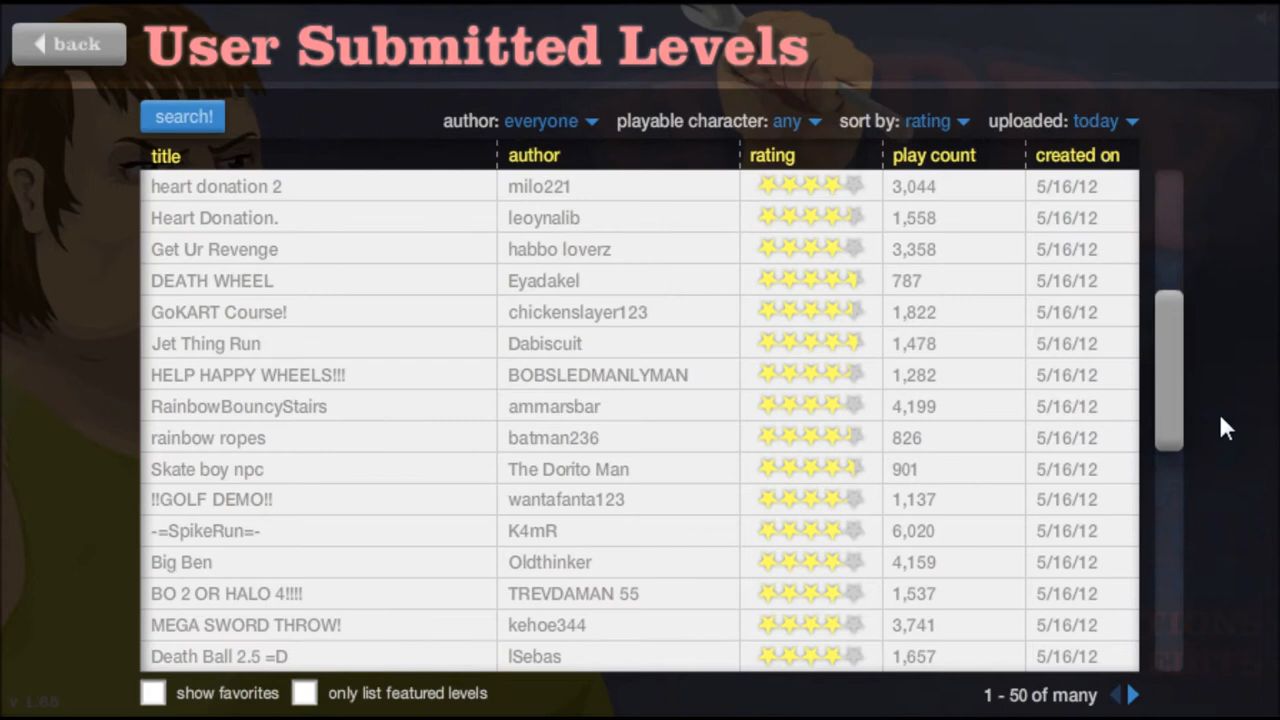 back
User Submitted Levels
search!
author: everyone playable character: any sort by: rating uploaded: today
title author rating play count created on
heart donation 2 milo221 3,044 5/16/12
Heart Donation. leoynalib 1,558 5/16/12
Get Ur Revenge habbo loverz 3,358 5/16/12
DEATH WHEEL Eyadakel 787 5/16/12
GoKART Course! chickenslayer123 1,822 5/16/12
Jet Thing Run Dabiscuit 1,478 5/16/12
HELP HAPPY WHEELS!!! BOBSLEDMANLYMAN 1,282 5/16/12
RainbowBouncyStairs ammarsbar 4,199 5/16/12
rainbow ropes batman236 826 5/16/12
Skate boy npc The Dorito Man 901 5/16/12
!!GOLF DEMO!! wantafanta123 1,137 5/16/12
-=SpikeRun=- K4mR 6,020 5/16/12
Big Ben Oldthinker 4,159 5/16/12
BO 2 OR HALO 4!!!! TREVDAMAN 55 1,537 5/16/12
MEGA SWORD THROW! kehoe344 3,741 5/16/12
Death Ball 2.5 =D lSebas 1,657 5/16/12
show favorites only list featured levels 1 - 50 of many